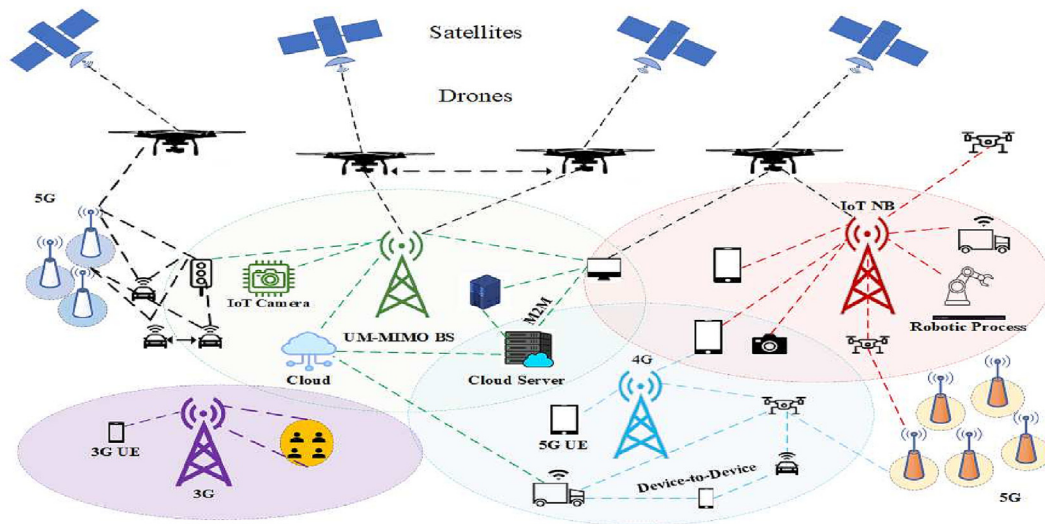 Satellites
Drones
5G
IoT NB
IoT Camera
M2M
Robotic Process
UM-MIMO BS
4G
Cloud
Cloud Server
3G UE
5G UE
Device-to-Device
3G
5G